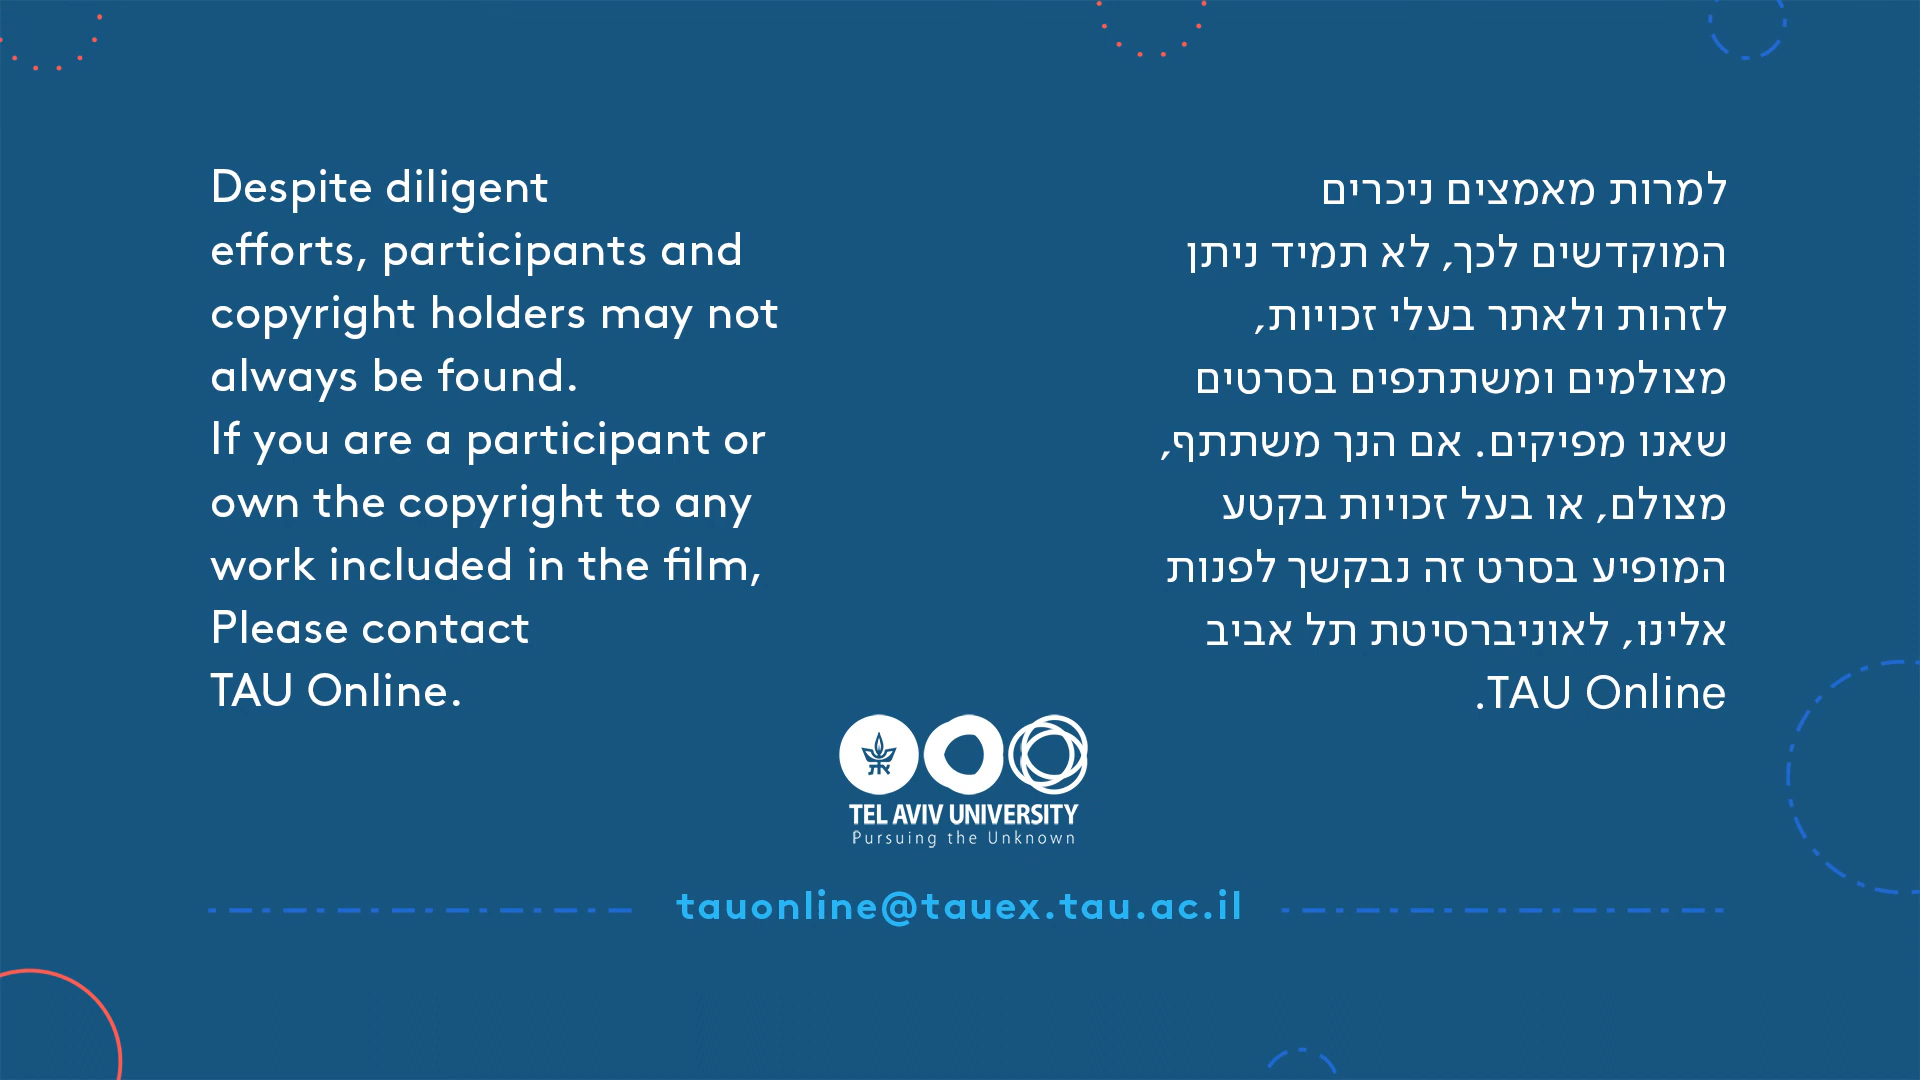 Despite diligent
efforts, participants and
copyright holders may not
always be found.
If you are a participant or
own the copyright to any
work included in the film,
Please contact
TAU Online.
למרות מאמצים ניכרים
המוקדשים לכך, לא תמיד ניתן
לזהות ולאתר בעלי זכויות,
מצולמים ומשתתפים בסרטים
שאנו מפיקים. אם הנך משתתף,
מצולם, או בעל זכויות בקטע
המופיע בסרט זה נבקשך לפנות
אלינו, לאוניברסיטת תל אביב
TAU Online.
TEL AVIV UNIVERSITY
Pursuing the Unknown
tauonline@tauex.tau.ac.il